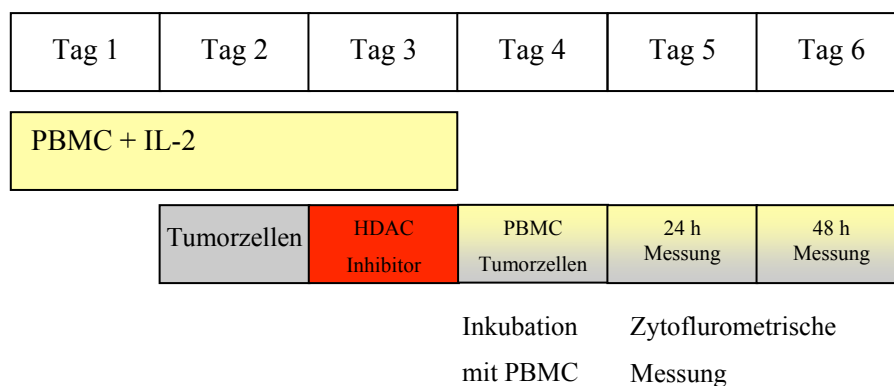 Tag 1 Tag 2 Tag 3 Tag 4 Tag 5 Tag 6
PBMC + IL-2
Tumorzellen
HDAC
Inhibitor
PBMC
Tumorzellen
24 h
Messung
48 h
Messung
Inkubation
mit PBMC
Zytoflurometrische
Messung